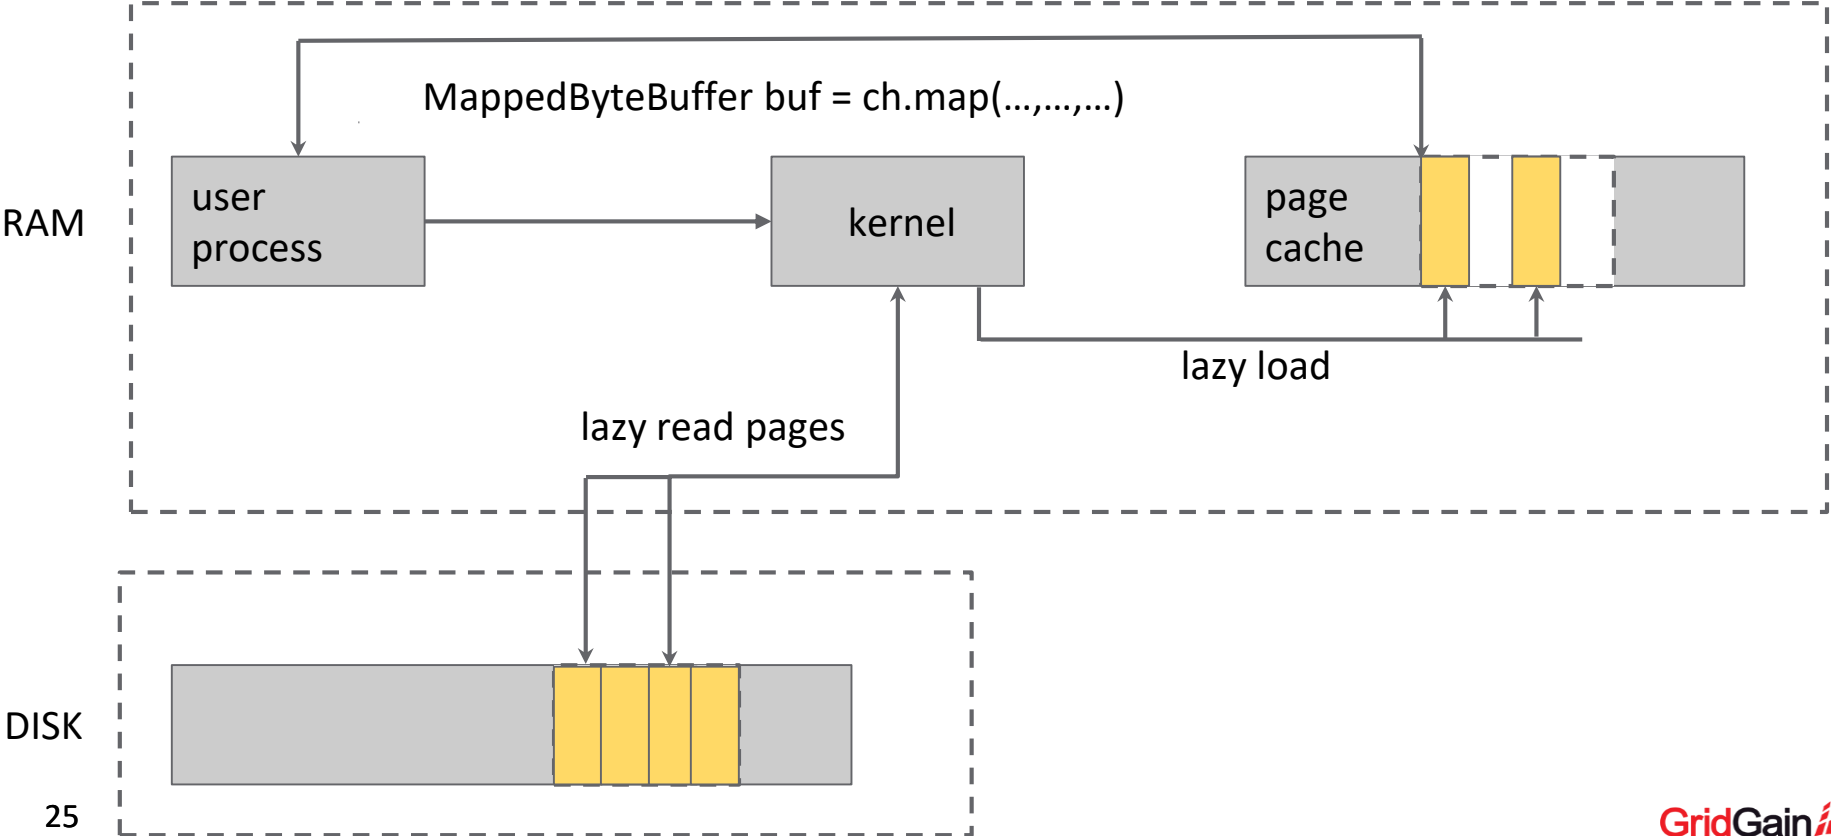 MappedByteBuffer buf = ch.map(…,…,…)
RAM
user
process
kernel
page
cache
lazy load
lazy read pages
DISK
25
GridGain